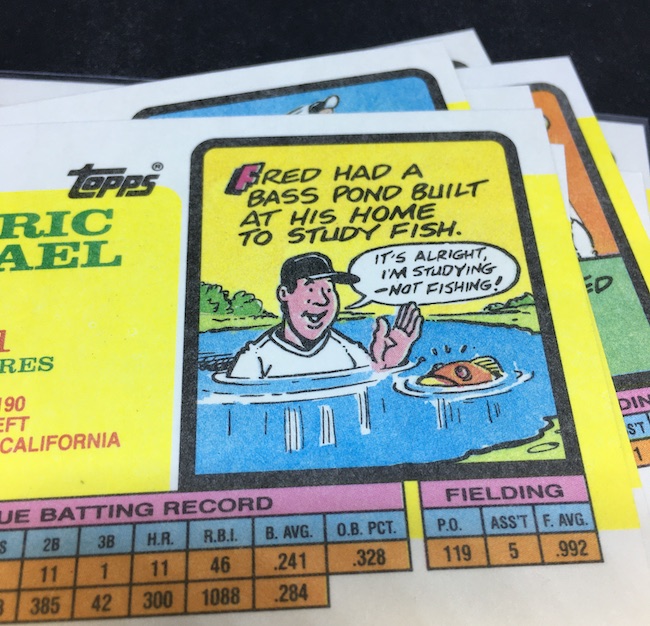 Topps®
RIC
AEL
FRED HAD A
BASS POND BUILT
AT HIS HOME
TO STUDY FISH.
IT'S ALRIGHT,
I'M STUDYING
-NOT FISHING!
ED
1
RES
190
EFT
CALIFORNIA
UE BATTING RECORD
S 2B 3B H.R. R.B.I. B. AVG. O.B. PCT.
11 1 11 46 .241 .328
385 42 300 1088 .284
FIELDING
P.O. ASS'T F. AVG.
119 5 .992
DIN
S'T
1